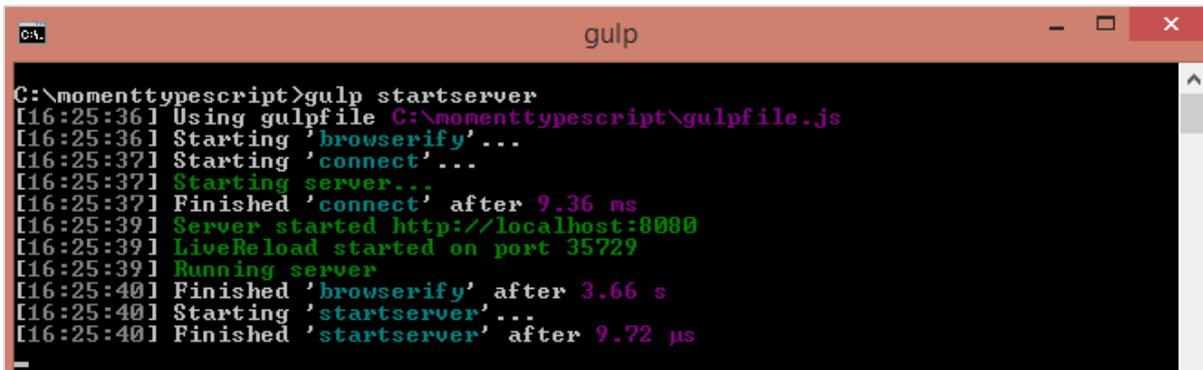 C:\.
gulp
C:\momenttypescript>gulp startserver
[16:25:36] Using gulpfile C:\momenttypescript\gulpfile.js
[16:25:36] Starting 'browserify'...
[16:25:37] Starting 'connect'...
[16:25:37] Starting server...
[16:25:37] Finished 'connect' after 9.36 ms
[16:25:39] Server started http://localhost:8080
[16:25:39] LiveReload started on port 35729
[16:25:39] Running server
[16:25:40] Finished 'browserify' after 3.66 s
[16:25:40] Starting 'startserver'...
[16:25:40] Finished 'startserver' after 9.72 μs